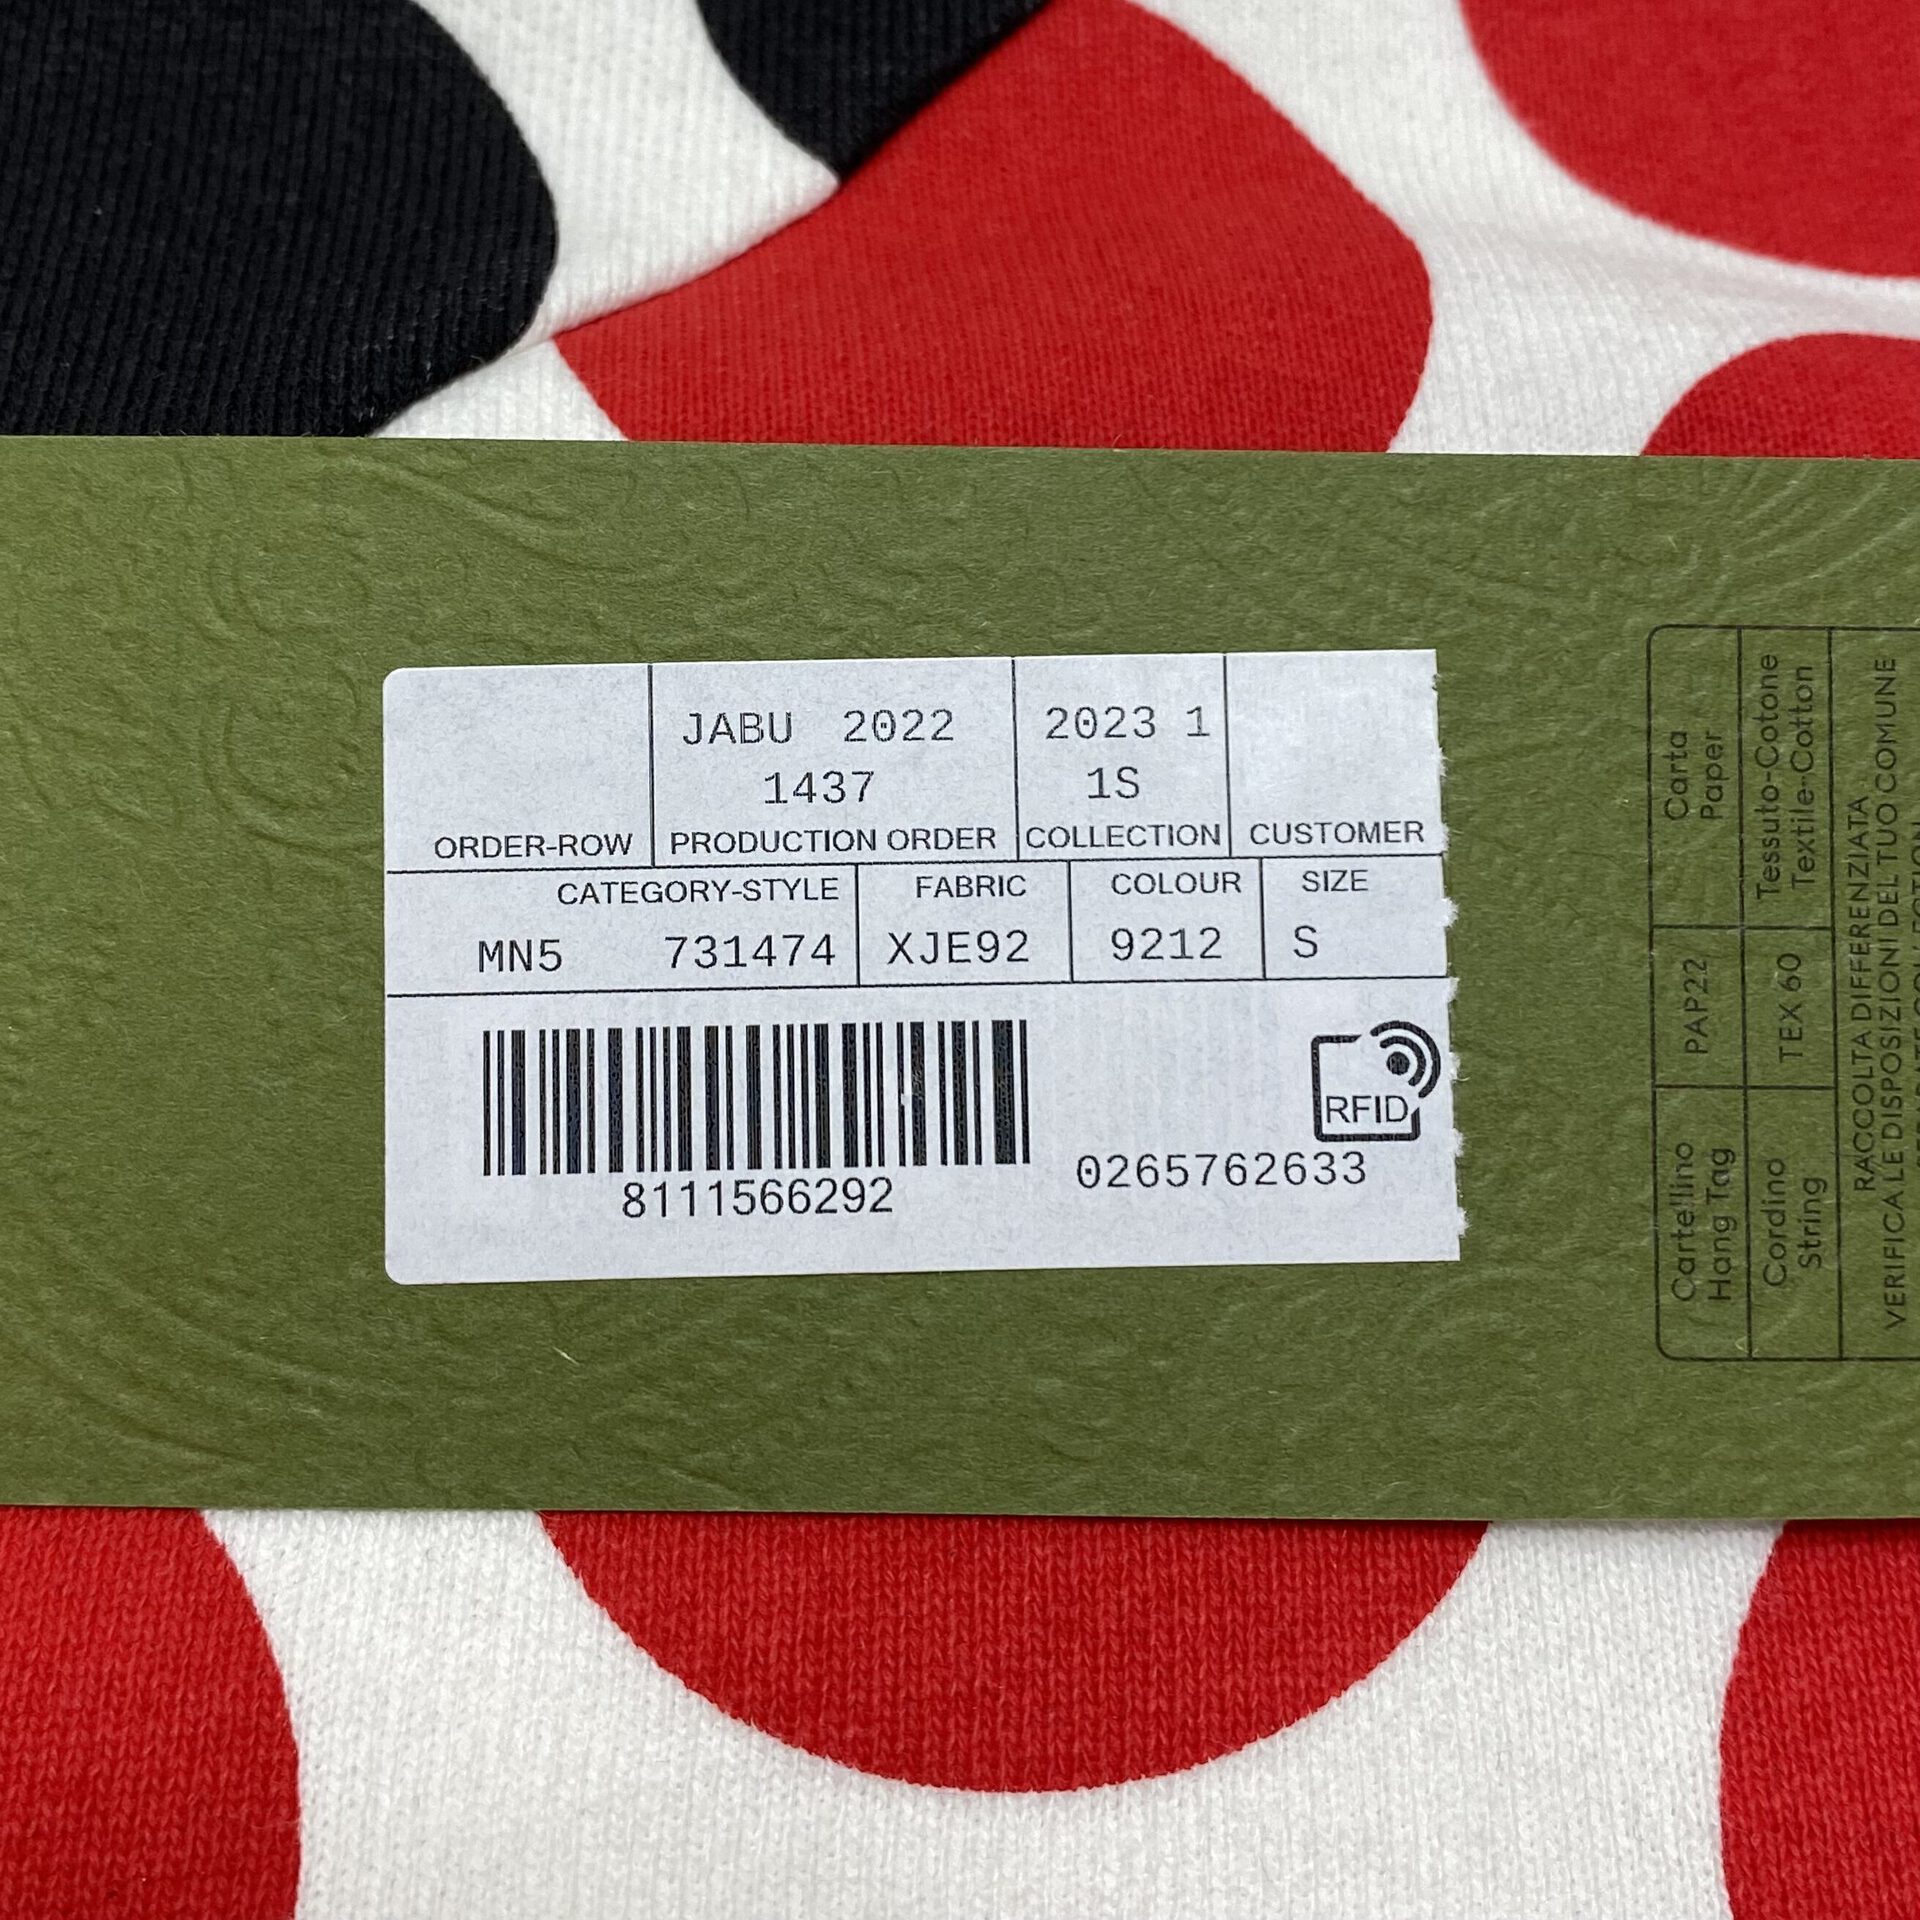 JABU 2022
1437
2023 1
1S
ORDER-ROW PRODUCTION ORDER COLLECTION CUSTOMER
CATEGORY-STYLE FABRIC COLOUR SIZE
MN5 731474 XJE92 9212 S
RFID
8111566292
0265762633
Cartellino
Hang Tag
PAP22
Carta
Paper
Cordino
String
TEX 60
Tessuto-Cotone
Textile-Cotton
RACCOLTA DIFFERENZIATA
VERIFICA LE DISPOSIZIONI DEL TUO COMUNE